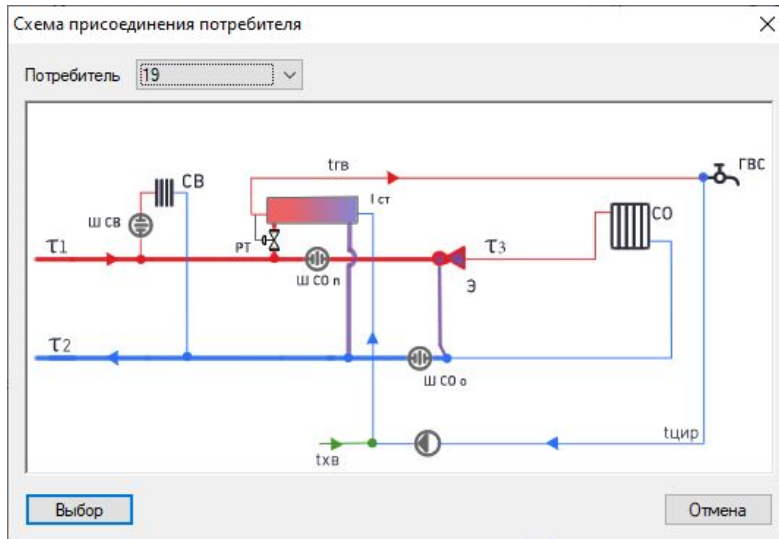 Схема присоединения потребителя
Потребитель 19
tгв
ГВС
СВ
I ст
Ш СВ
СО
τ1
РТ
τ3
Ш СО п
Э
τ2
Ш СО о
tцир
tхв
Выбор
Отмена